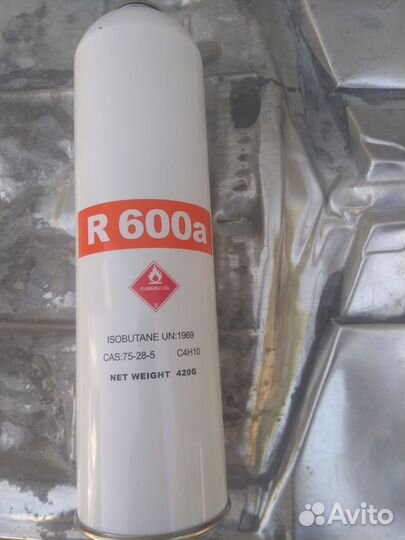 R 600a
FLAMMABLE GAS
2
ISOBUTANE UN:1969
CAS:75-28-5 C4H10
NET WEIGHT 420G
Avito